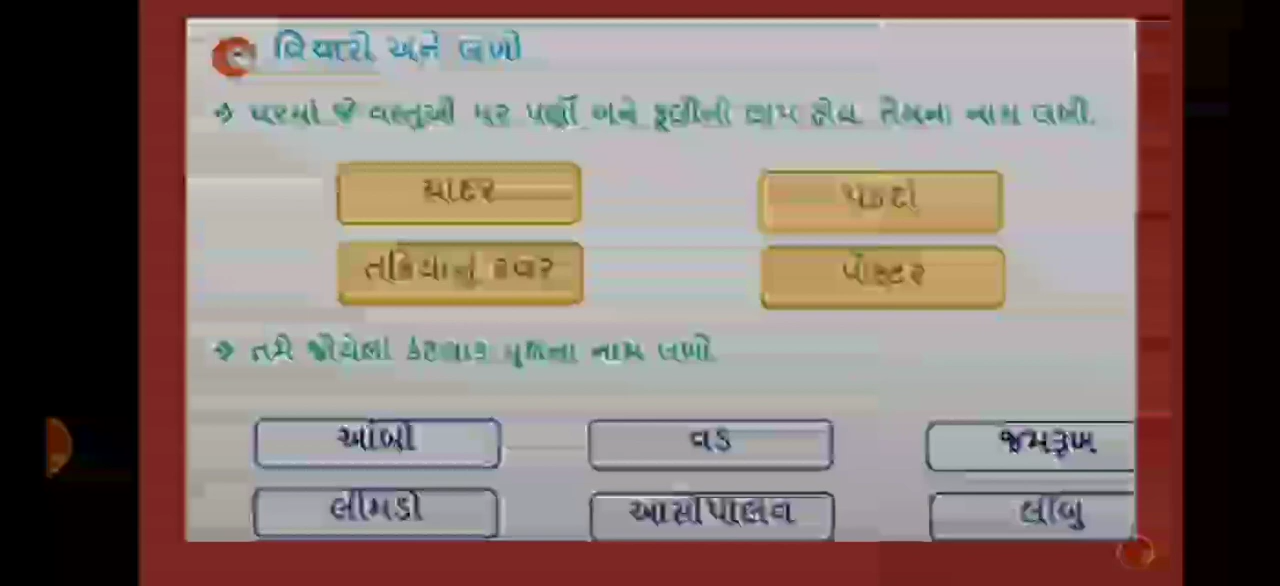 વિચારો અને લખો
→ ઘરમાં જે વસ્તુઓ પર પર્ણો અને ફૂલોની છાપ હોય તેમના નામ લખો.
ચાદર પડદો
તકિયાનું કવર પોસ્ટર
→ તમે જોયેલાં કેટલાક વૃક્ષના નામ લખો
આંબો વડ જમરૂખ
લીમડો આસોપાલવ લીંબુ